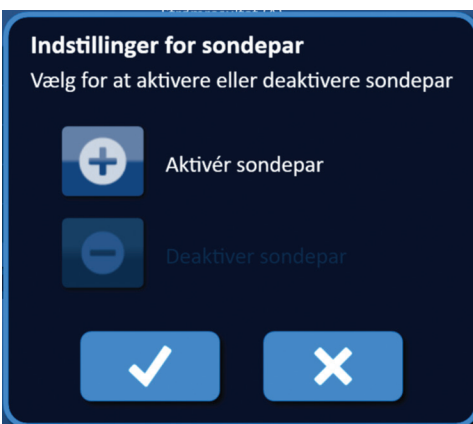 Indstillinger for sondepar
Vælg for at aktivere eller deaktivere sondepar
Aktivér sondepar
Deaktiver sondepar